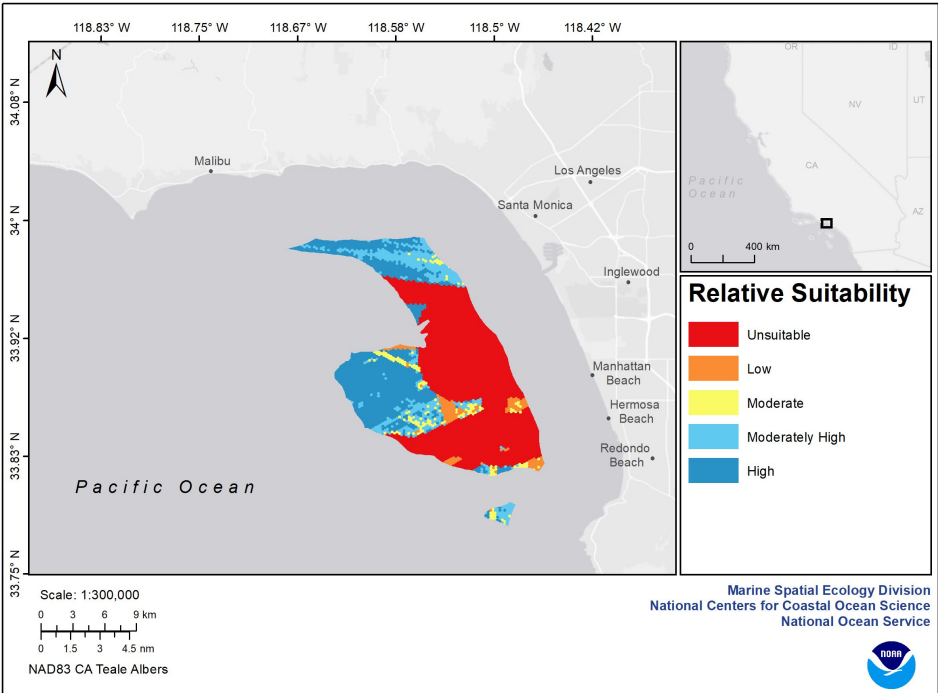 118.83° W 118.75° W 118.67° W 118.58° W 118.5° W 118.42° W
34.08° N
34° N
33.92° N
33.83° N
33.75° N
N
Malibu
Los Angeles
Santa Monica
Inglewood
Manhattan
Beach
Hermosa
Beach
Redondo
Beach
Pacific Ocean
OR
ID
NV
UT
CA
AZ
Pacific
Ocean
0 400 km
Relative Suitability
Unsuitable
Low
Moderate
Moderately High
High
Scale: 1:300,000
0 3 6 9 km
0 1.5 3 4.5 nm
NAD83 CA Teale Albers
Marine Spatial Ecology Division
National Centers for Coastal Ocean Science
National Ocean Service
NOAA